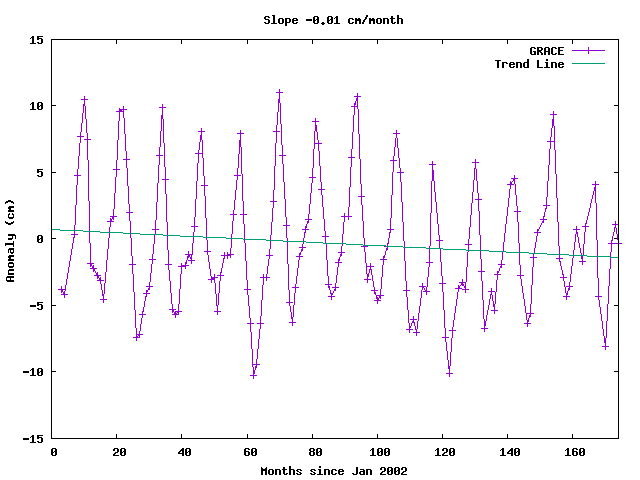 Slope -0.01 cm/month
GRACE
Trend Line
15
10
5
0
-5
-10
-15
Anomaly (cm)
0 20 40 60 80 100 120 140 160
Months since Jan 2002